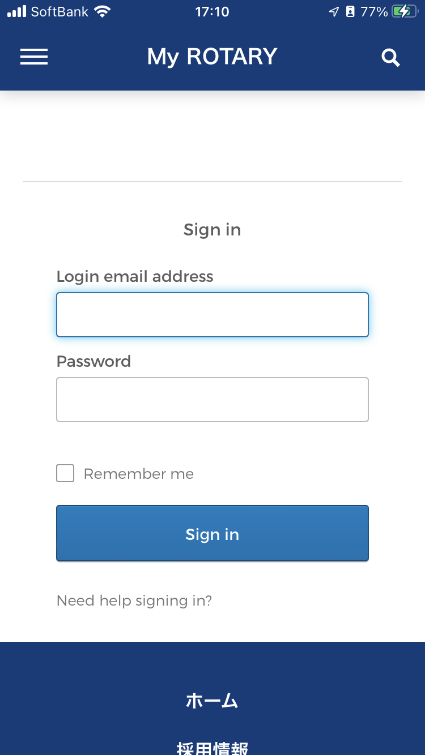 SoftBank 17:10 77%
My ROTARY
Sign in
Login email address
Password
Remember me
Sign in
Need help signing in?
ホーム
採用情報